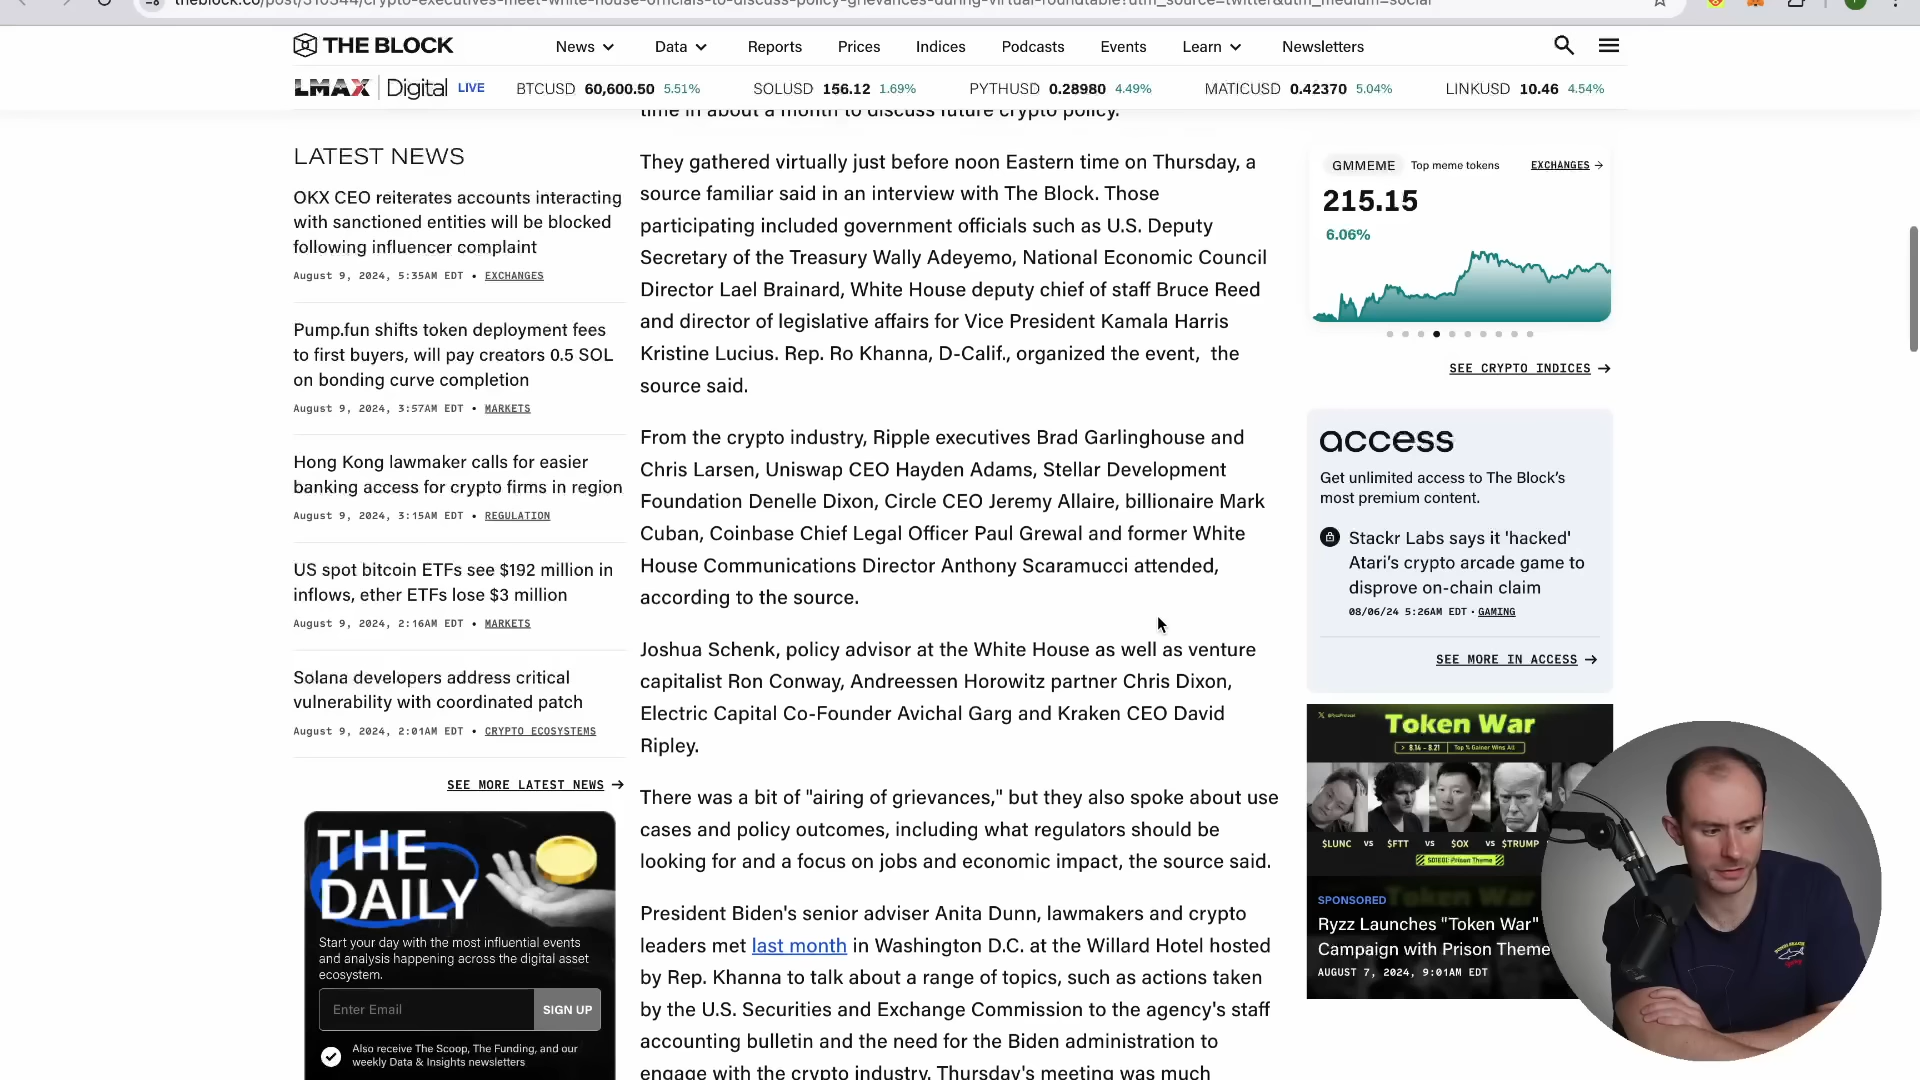 theblock.co/post/310344/crypto-executives-meet-white-house-officials-to-discuss-policy-grievances-during-virtual-roundtable?utm_source=twitter&utm_medium=social
THE BLOCK
News
Data
Reports
Prices
Indices
Podcasts
Events
Learn
Newsletters
LMAX Digital LIVE
BTCUSD 60,600.50 5.51%
SOLUSD 156.12 1.69%
PYTHUSD 0.28980 4.49%
MATICUSD 0.42370 5.04%
LINKUSD 10.46 4.54%
LATEST NEWS
OKX CEO reiterates accounts interacting
with sanctioned entities will be blocked
following influencer complaint
August 9, 2024, 5:35AM EDT • EXCHANGES
Pump.fun shifts token deployment fees
to first buyers, will pay creators 0.5 SOL
on bonding curve completion
August 9, 2024, 3:57AM EDT • MARKETS
Hong Kong lawmaker calls for easier
banking access for crypto firms in region
August 9, 2024, 3:15AM EDT • REGULATION
US spot bitcoin ETFs see $192 million in
inflows, ether ETFs lose $3 million
August 9, 2024, 2:16AM EDT • MARKETS
Solana developers address critical
vulnerability with coordinated patch
August 9, 2024, 2:01AM EDT • CRYPTO ECOSYSTEMS
SEE MORE LATEST NEWS →
THE
DAILY
Start your day with the most influential events
and analysis happening across the digital asset
ecosystem.
Enter Email
SIGN UP
Also receive The Scoop, The Funding, and our
weekly Data & Insights newsletters
time in about a month to discuss future crypto policy.
They gathered virtually just before noon Eastern time on Thursday, a
source familiar said in an interview with The Block. Those
participating included government officials such as U.S. Deputy
Secretary of the Treasury Wally Adeyemo, National Economic Council
Director Lael Brainard, White House deputy chief of staff Bruce Reed
and director of legislative affairs for Vice President Kamala Harris
Kristine Lucius. Rep. Ro Khanna, D-Calif., organized the event, the
source said.
From the crypto industry, Ripple executives Brad Garlinghouse and
Chris Larsen, Uniswap CEO Hayden Adams, Stellar Development
Foundation Denelle Dixon, Circle CEO Jeremy Allaire, billionaire Mark
Cuban, Coinbase Chief Legal Officer Paul Grewal and former White
House Communications Director Anthony Scaramucci attended,
according to the source.
Joshua Schenk, policy advisor at the White House as well as venture
capitalist Ron Conway, Andreessen Horowitz partner Chris Dixon,
Electric Capital Co-Founder Avichal Garg and Kraken CEO David
Ripley.
There was a bit of "airing of grievances," but they also spoke about use
cases and policy outcomes, including what regulators should be
looking for and a focus on jobs and economic impact, the source said.
President Biden's senior adviser Anita Dunn, lawmakers and crypto
leaders met last month in Washington D.C. at the Willard Hotel hosted
by Rep. Khanna to talk about a range of topics, such as actions taken
by the U.S. Securities and Exchange Commission to the agency's staff
accounting bulletin and the need for the Biden administration to
engage with the crypto industry. Thursday's meeting was much
GMMEME Top meme tokens EXCHANGES →
215.15
6.06%
SEE CRYPTO INDICES →
access
Get unlimited access to The Block's
most premium content.
Stackr Labs says it 'hacked'
Atari's crypto arcade game to
disprove on-chain claim
08/06/24 5:26AM EDT • GAMING
SEE MORE IN ACCESS →
Token War
> 8.14 - 8.21 | Top % Gainer Wins All
$LUNC vs $FTT vs $OX vs $TRUMP
S01E01: Prison Theme
SPONSORED
Ryzz Launches "Token War"
Campaign with Prison Theme
AUGUST 7, 2024, 9:01AM EDT